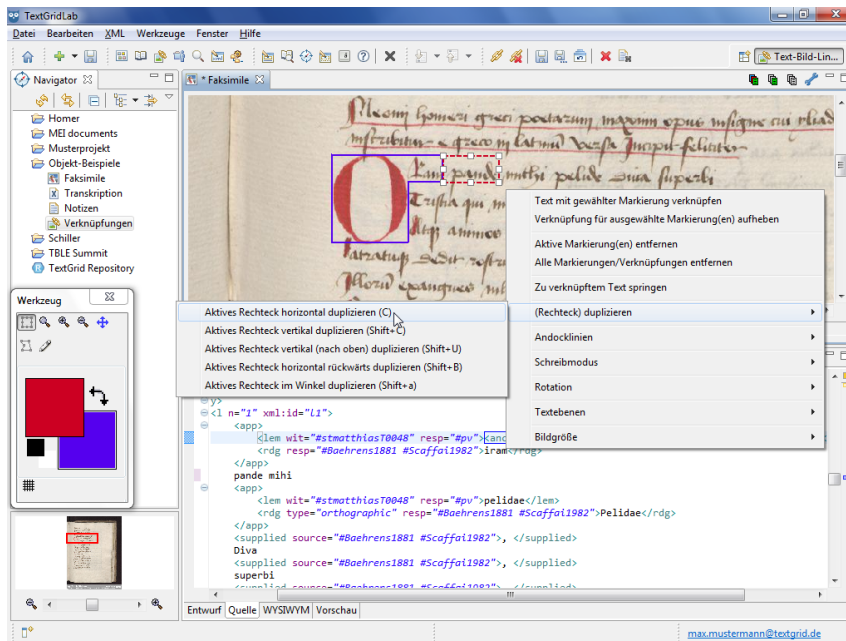 TextGridLab
Datei Bearbeiten XML Werkzeuge Fenster Hilfe
Text-Bild-Lin...
Navigator
Homer
MEI documents
Musterprojekt
Objekt-Beispiele
Faksimile
Transkription
Notizen
Verknüpfungen
Schiller
TBLE Summit
TextGrid Repository
Werkzeug
* Faksimile
Text mit gewählter Markierung verknüpfen
Verknüpfung für ausgewählte Markierung(en) aufheben
Aktive Markierung(en) entfernen
Alle Markierungen/Verknüpfungen entfernen
Zu verknüpftem Text springen
(Rechteck) duplizieren
Andocklinien
Schreibmodus
Rotation
Textebenen
Bildgröße
Aktives Rechteck horizontal duplizieren (C)
Aktives Rechteck vertikal duplizieren (Shift+C)
Aktives Rechteck vertikal (nach oben) duplizieren (Shift+U)
Aktives Rechteck horizontal rückwärts duplizieren (Shift+B)
Aktives Rechteck im Winkel duplizieren (Shift+a)
y>
<l n="1" xml:id="l1">
<app>
<lem wit="#stmatthiasT0048" resp="#pv"><anc
<rdg resp="#Baehrens1881 #Scaffai1982">iram</rdg>
</app>
pande mihi
<app>
<lem wit="#stmatthiasT0048" resp="#pv">pelidae</lem>
<rdg type="orthographic" resp="#Baehrens1881 #Scaffai1982">Pelidae</rdg>
</app>
<supplied source="#Baehrens1881 #Scaffai1982">, </supplied>
Diva
<supplied source="#Baehrens1881 #Scaffai1982">, </supplied>
superbi
<supplied source="#Baehrens1881 #Scaffai1982">, </supplied>
Entwurf Quelle WYSIWYM Vorschau
max.mustermann@textgrid.de